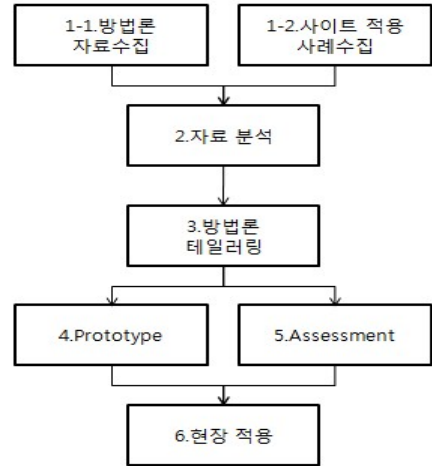 1-1.방법론
자료수집
1-2.사이트 적용
사례수집
2.자료 분석
3.방법론
테일러링
4.Prototype
5.Assessment
6.현장 적용